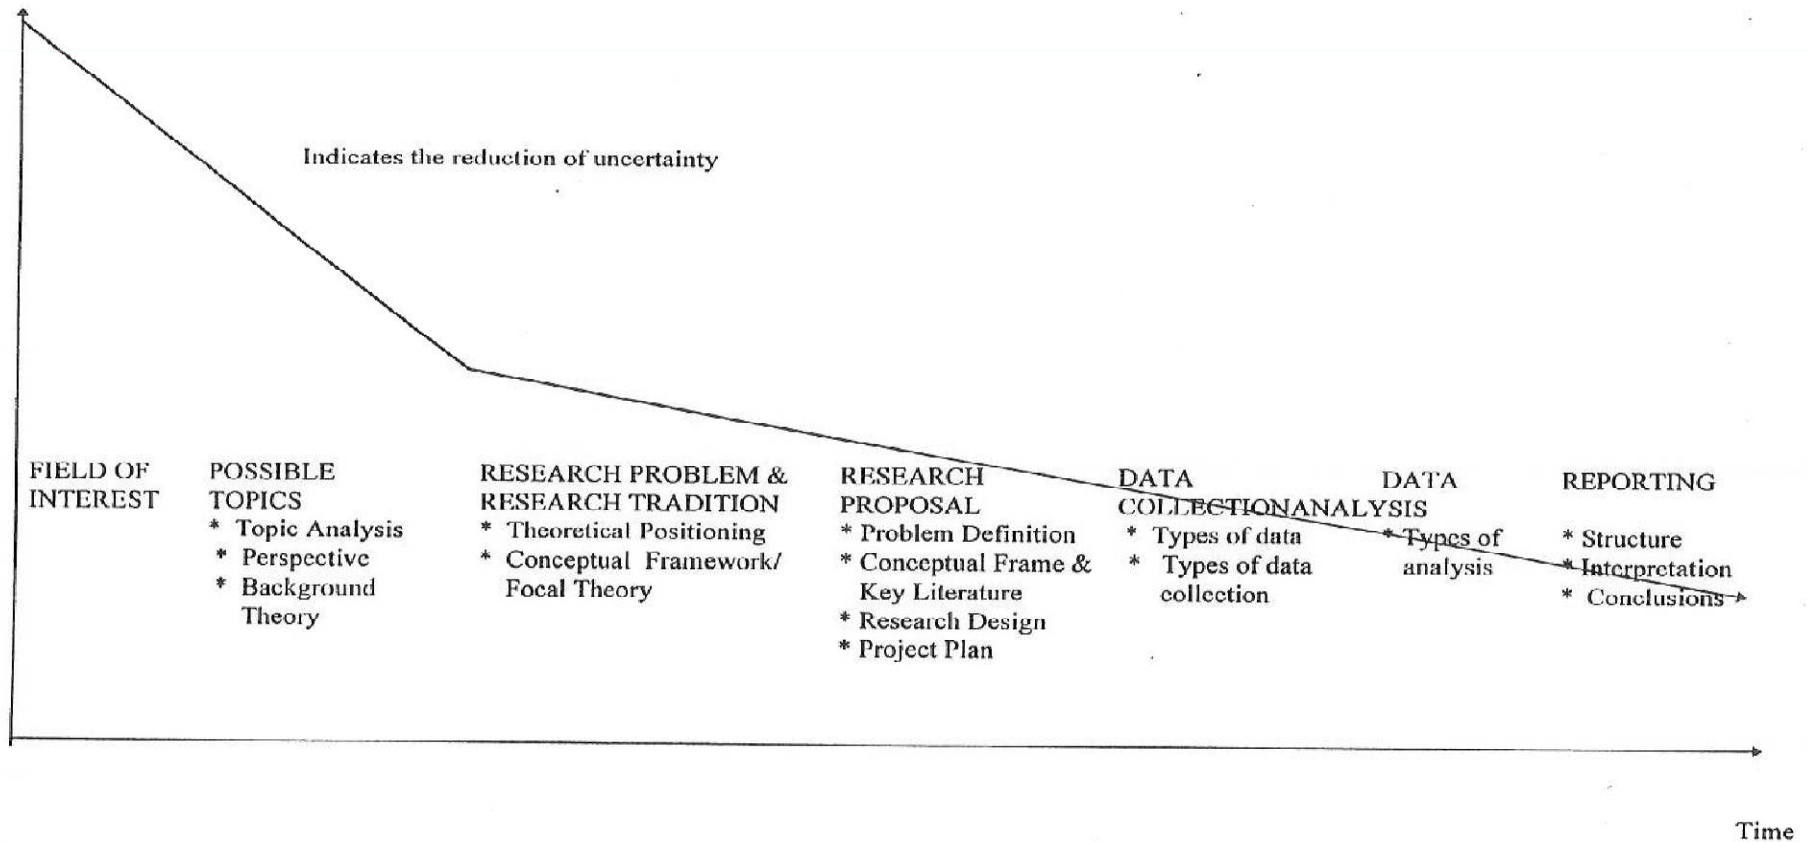 Indicates the reduction of uncertainty
FIELD OF
INTEREST
POSSIBLE
TOPICS
* Topic Analysis
* Perspective
* Background
Theory
RESEARCH PROBLEM &
RESEARCH TRADITION
* Theoretical Positioning
* Conceptual Framework/
Focal Theory
RESEARCH
PROPOSAL
* Problem Definition
* Conceptual Frame &
Key Literature
* Research Design
* Project Plan
DATA
COLLECTION
* Types of data
* Types of data
collection
DATA
ANALYSIS
* Types of
analysis
REPORTING
* Structure
* Interpretation
* Conclusions
Time